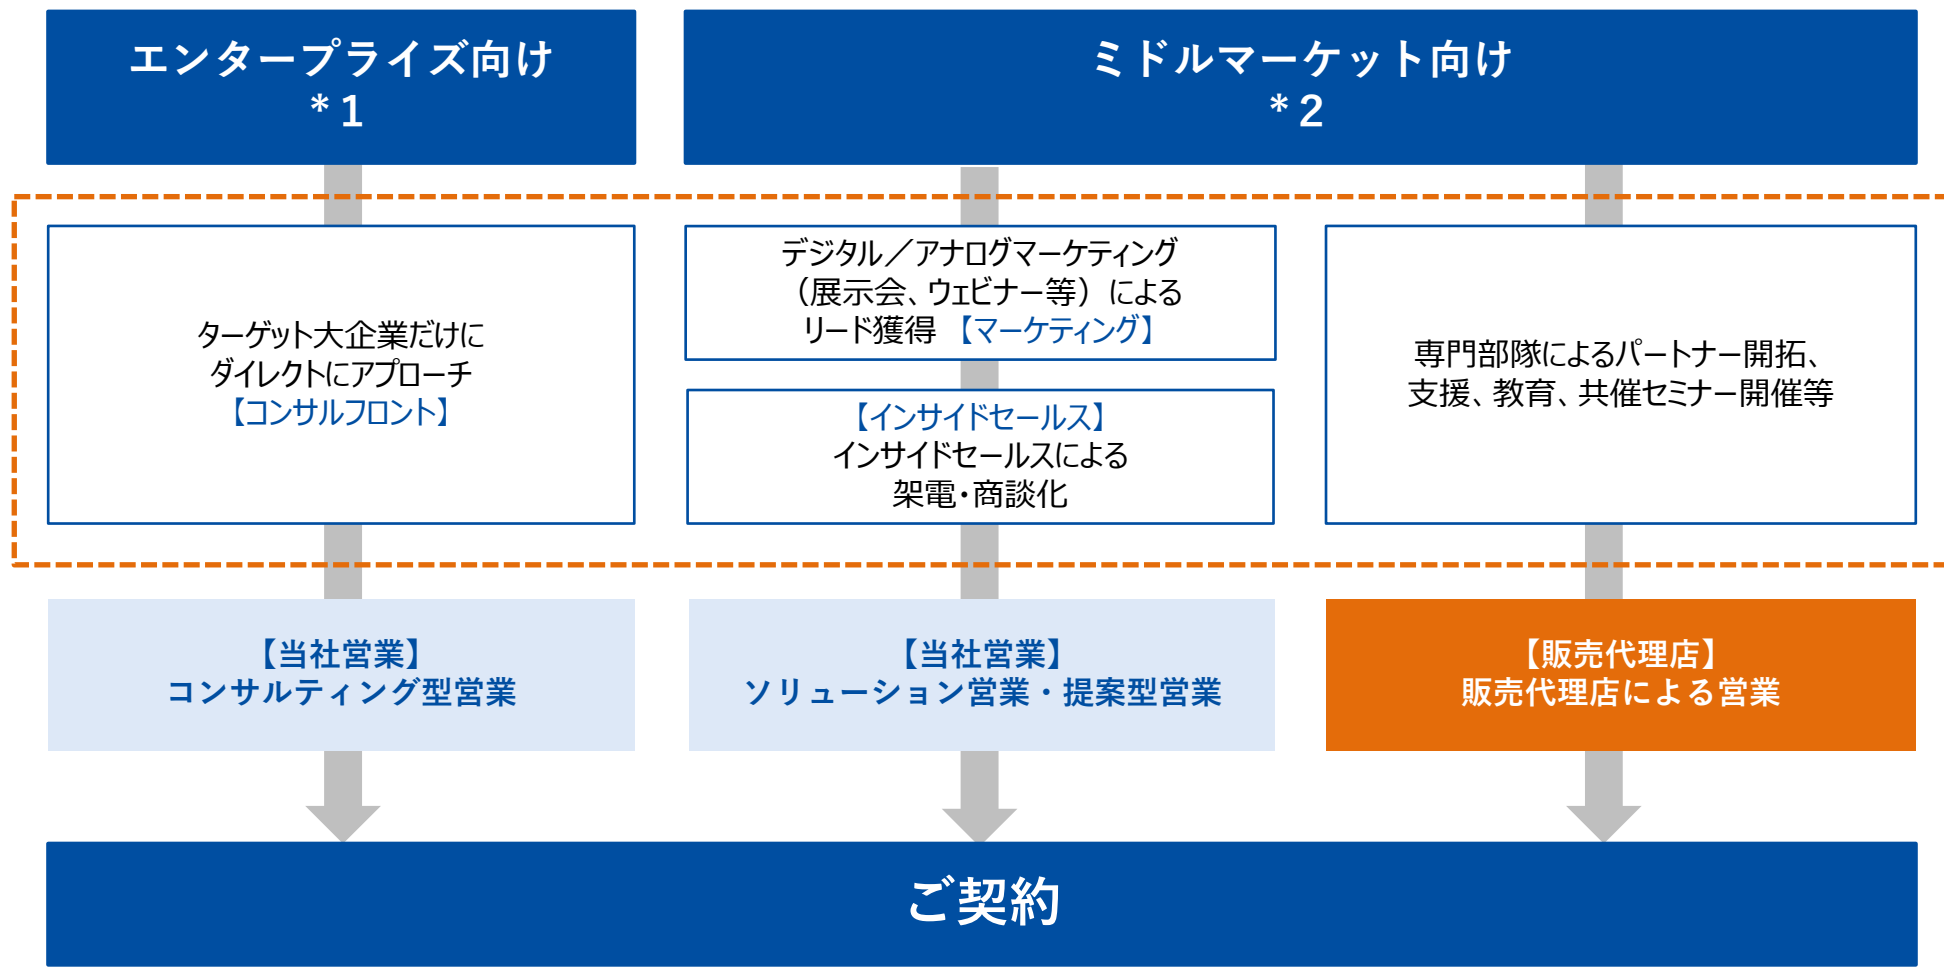 エンタープライズ向け
*1
ミドルマーケット向け
*2
ターゲット大企業だけに
ダイレクトにアプローチ
【コンサルフロント】
デジタル／アナログマーケティング
（展示会、ウェビナー等）による
リード獲得 【マーケティング】
【インサイドセールス】
インサイドセールスによる
架電・商談化
専門部隊によるパートナー開拓、
支援、教育、共催セミナー開催等
【当社営業】
コンサルティング型営業
【当社営業】
ソリューション営業・提案型営業
【販売代理店】
販売代理店による営業
ご契約